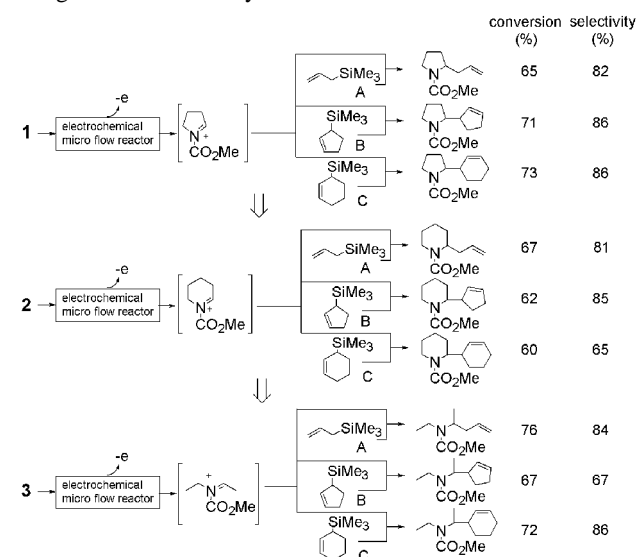 conversion selectivity
(%) (%)
SiMe3
A
N
CO2Me
65 82
-e
1
electrochemical
micro flow reactor
N
+
CO2Me
SiMe3
B
N
CO2Me
71 86
SiMe3
C
N
CO2Me
73 86
SiMe3
A
N
CO2Me
67 81
-e
2
electrochemical
micro flow reactor
N
+
CO2Me
SiMe3
B
N
CO2Me
62 85
SiMe3
C
N
CO2Me
60 65
SiMe3
A
N
CO2Me
76 84
-e
3
electrochemical
micro flow reactor
+
N
CO2Me
SiMe3
B
N
CO2Me
67 67
SiMe3
C
N
CO2Me
72 86